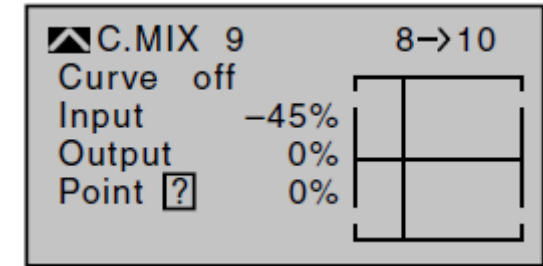 C.MIX 9 8–>10
Curve off
Input –45%
Output 0%
Point ? 0%